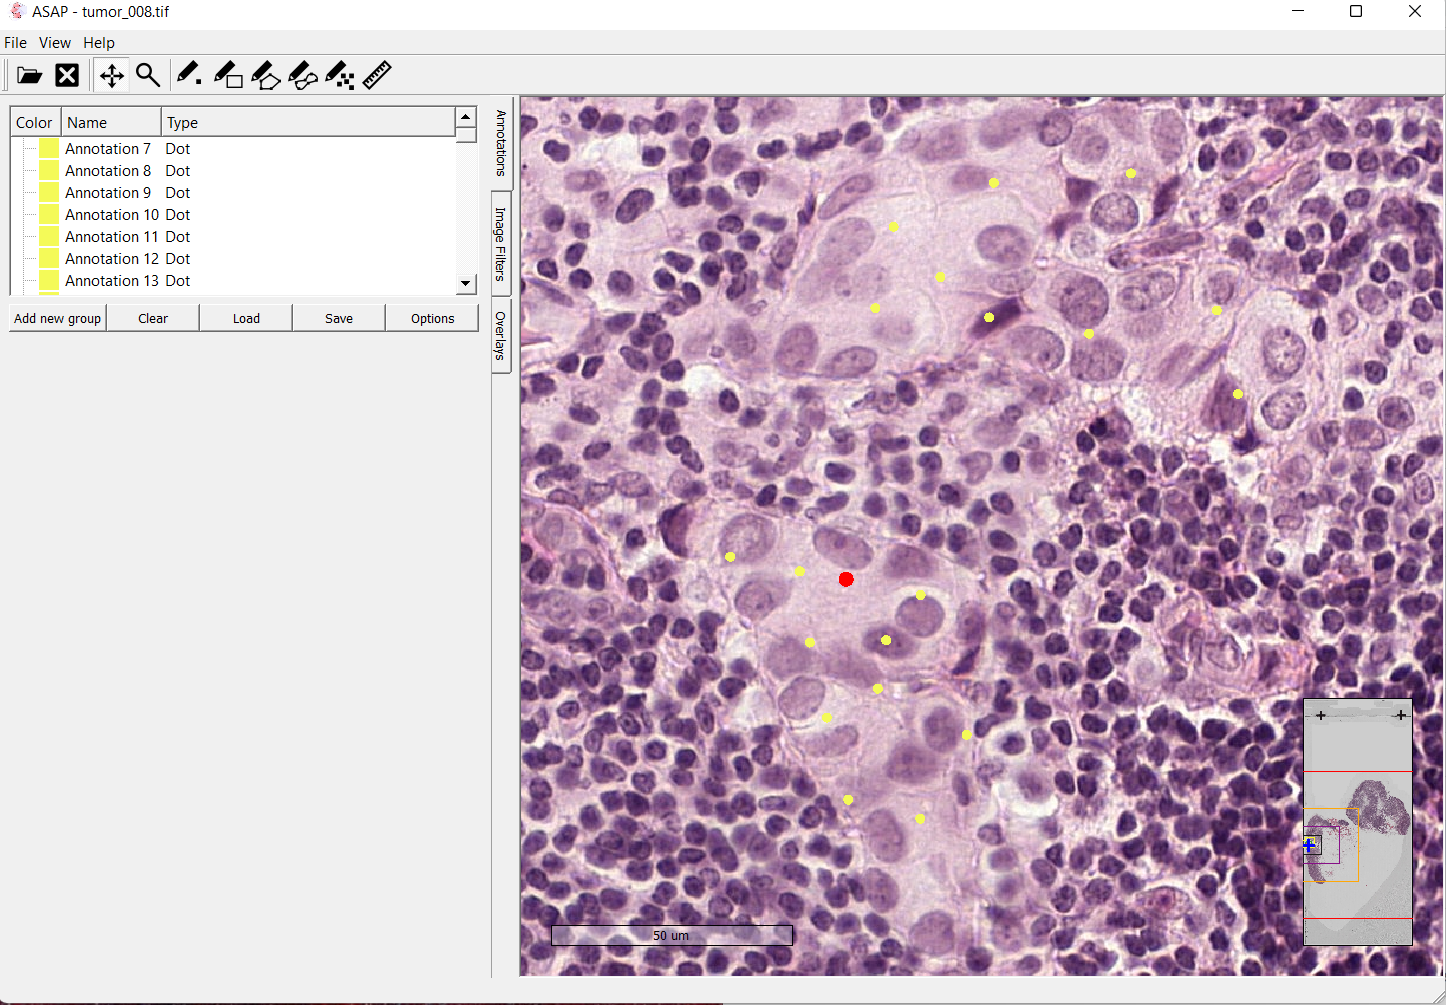 ASAP - tumor_008.tif
File View Help
Color Name Type
Annotation 7 Dot
Annotation 8 Dot
Annotation 9 Dot
Annotation 10 Dot
Annotation 11 Dot
Annotation 12 Dot
Annotation 13 Dot
Add new group Clear Load Save Options
Annotations
Image Filters
Overlays
50 um